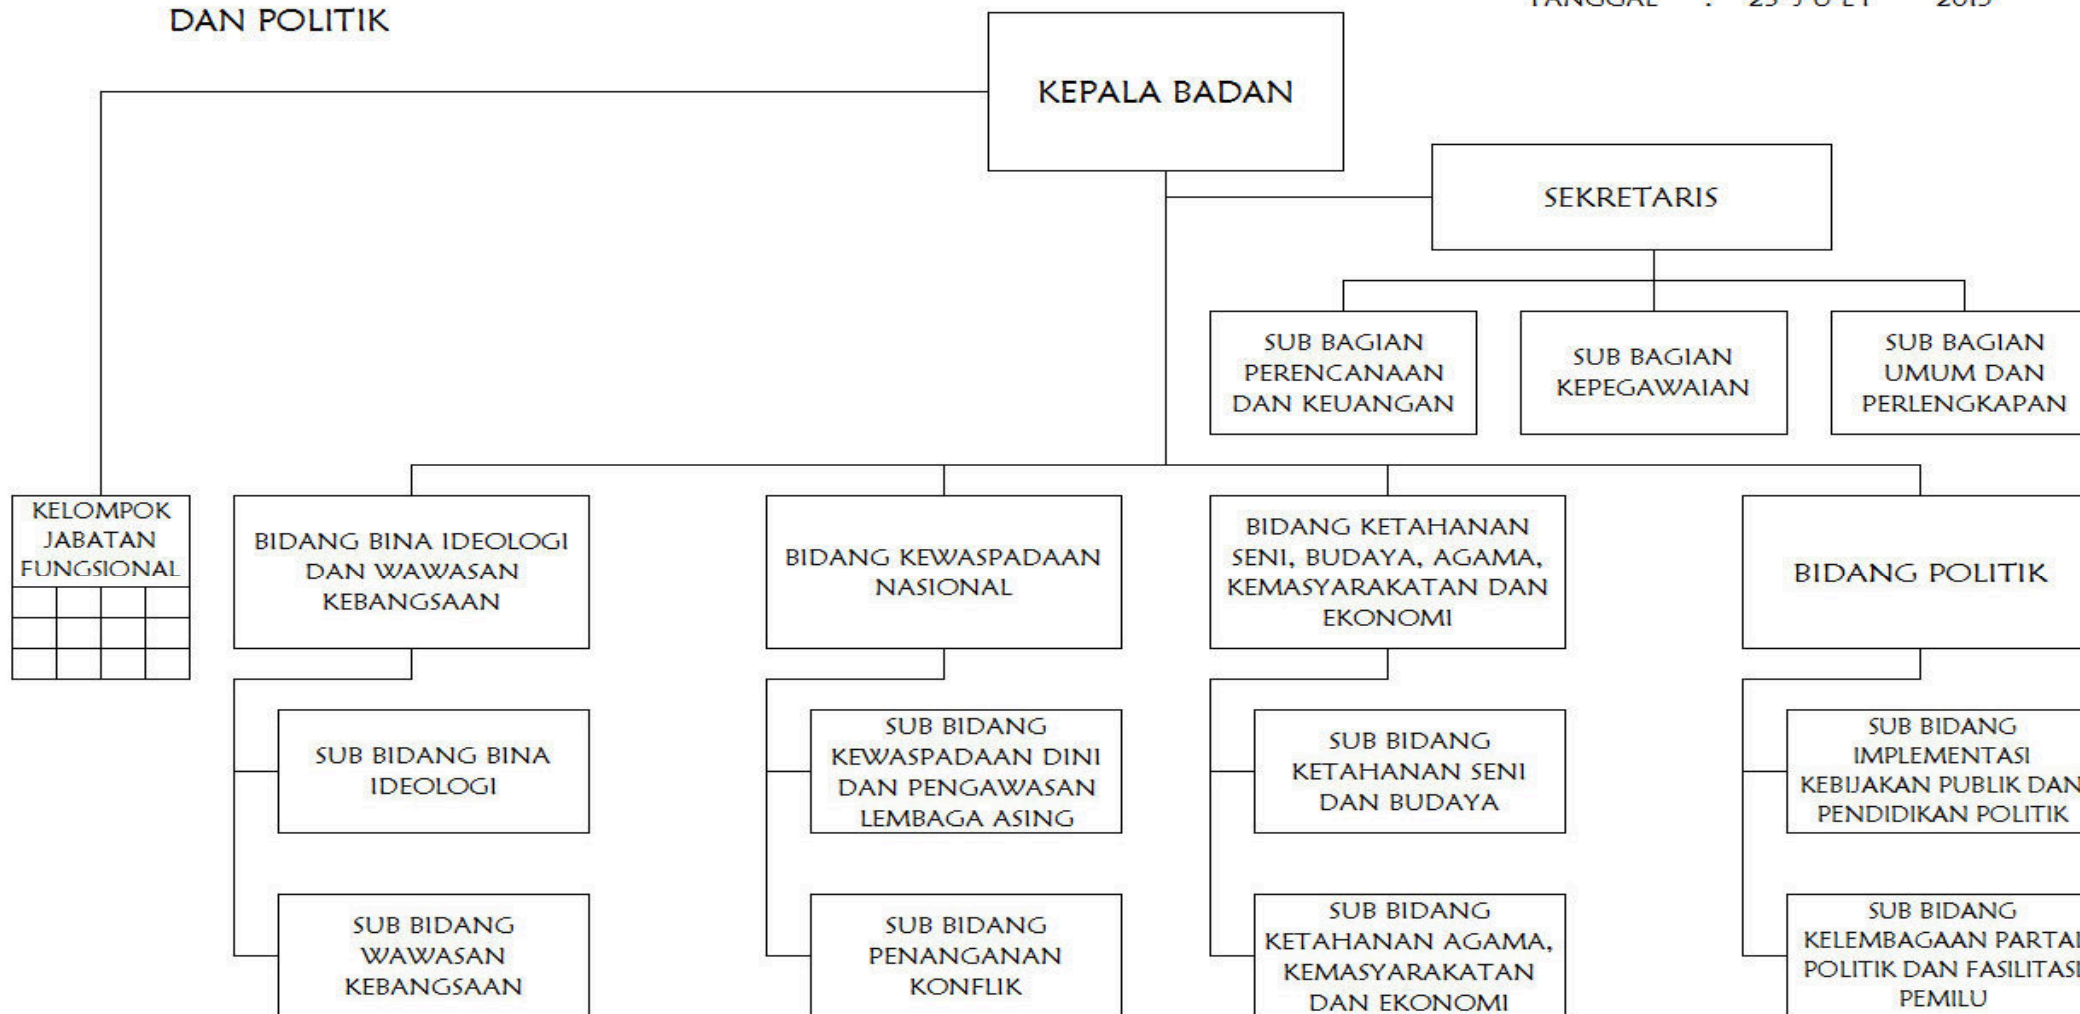 DAN POLITIK
TANGGAL : 25 J U L I 2013
KEPALA BADAN
SEKRETARIS
SUB BAGIAN
PERENCANAAN
DAN KEUANGAN
SUB BAGIAN
KEPEGAWAIAN
SUB BAGIAN
UMUM DAN
PERLENGKAPAN
KELOMPOK
JABATAN
FUNGSIONAL
BIDANG BINA IDEOLOGI
DAN WAWASAN
KEBANGSAAN
BIDANG KEWASPADAAN
NASIONAL
BIDANG KETAHANAN
SENI, BUDAYA, AGAMA,
KEMASYARAKATAN DAN
EKONOMI
BIDANG POLITIK
SUB BIDANG BINA
IDEOLOGI
SUB BIDANG
KEWASPADAAN DINI
DAN PENGAWASAN
LEMBAGA ASING
SUB BIDANG
KETAHANAN SENI
DAN BUDAYA
SUB BIDANG
IMPLEMENTASI
KEBIJAKAN PUBLIK DAN
PENDIDIKAN POLITIK
SUB BIDANG
WAWASAN
KEBANGSAAN
SUB BIDANG
PENANGANAN
KONFLIK
SUB BIDANG
KETAHANAN AGAMA,
KEMASYARAKATAN
DAN EKONOMI
SUB BIDANG
KELEMBAGAAN PARTAI
POLITIK DAN FASILITASI
PEMILU